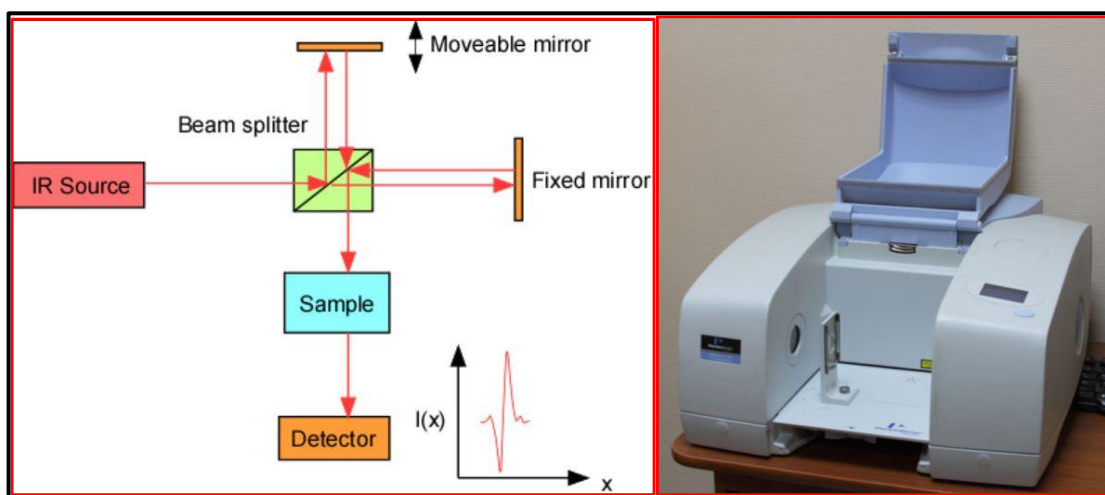 Moveable mirror
Beam splitter
IR Source
Fixed mirror
Sample
Detector
I(x)
x